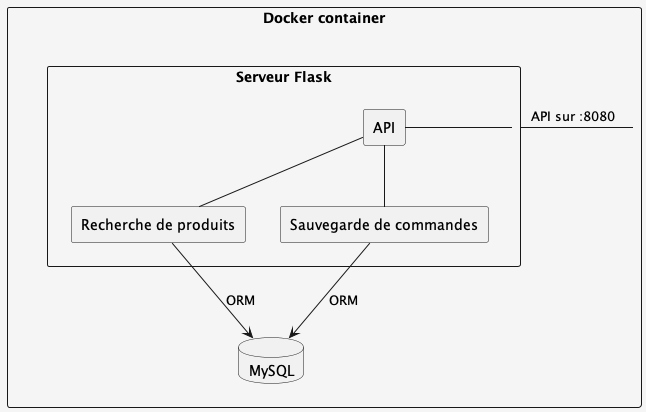 Docker container
Serveur Flask
API sur :8080
API
Recherche de produits
Sauvegarde de commandes
ORM
ORM
MySQL